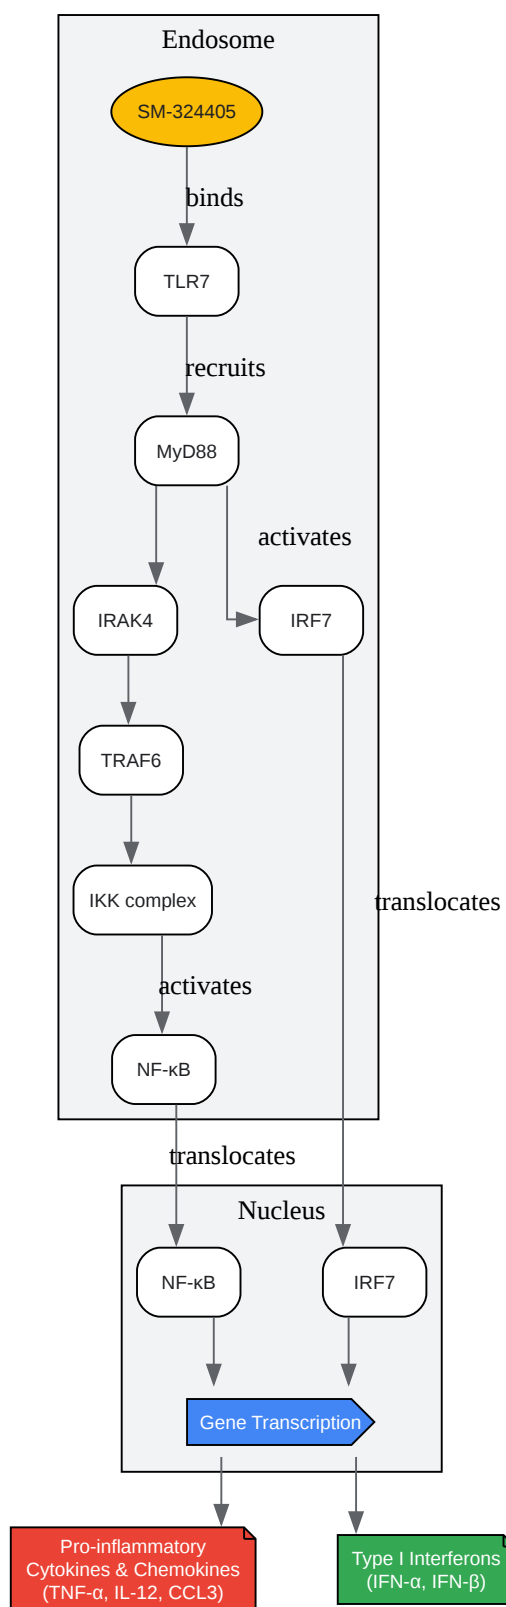 Endosome
SM-324405
binds
TLR7
recruits
MyD88
activates
IRAK4
IRF7
TRAF6
IKK complex
translocates
activates
NF-κB
translocates
Nucleus
NF-κB
IRF7
Gene Transcription
Pro-inflammatory
Cytokines & Chemokines
(TNF-α, IL-12, CCL3)
Type I Interferons
(IFN-α, IFN-β)